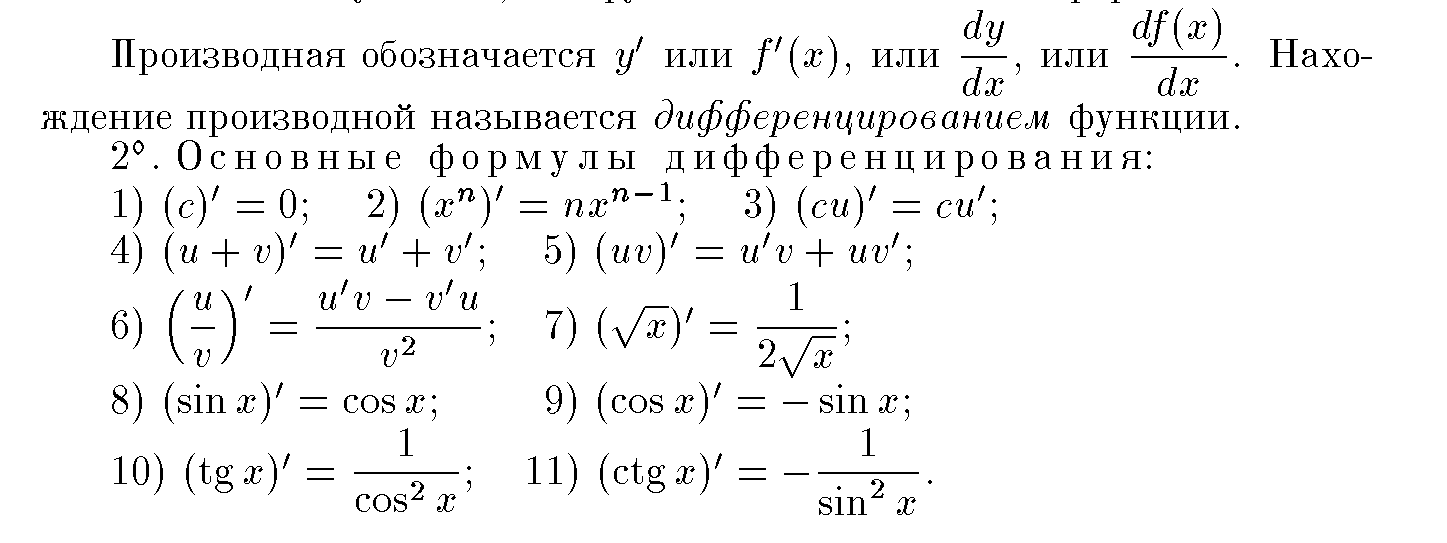 Производная обозначается y′ или f′(x), или dy/dx, или df(x)/dx. Нахо-
ждение производной называется дифференцированием функции.
2°. Основные формулы дифференцирования:
1) (c)′ = 0; 2) (xⁿ)′ = nxⁿ⁻¹; 3) (cu)′ = cu′;
4) (u + v)′ = u′ + v′; 5) (uv)′ = u′v + uv′;
6) (u/v)′ = (u′v − v′u)/v²; 7) (√x)′ = 1/(2√x);
8) (sin x)′ = cos x; 9) (cos x)′ = − sin x;
10) (tg x)′ = 1/cos² x; 11) (ctg x)′ = −1/sin² x.